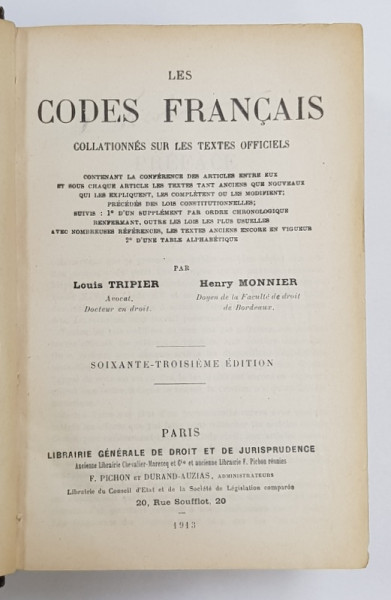 LES
CODES FRANÇAIS
COLLATIONNÉS SUR LES TEXTES OFFICIELS
CONTENANT LA CONFÉRENCE DES ARTICLES ENTRE EUX
ET SOUS CHAQUE ARTICLE LES TEXTES TANT ANCIENS QUE NOUVEAUX
QUI LES EXPLIQUENT, LES COMPLÈTENT OU LES MODIFIENT;
PRÉCÉDÉS DES LOIS CONSTITUTIONNELLES;
SUIVIS : 1º D'UN SUPPLÉMENT PAR ORDRE CHRONOLOGIQUE
RENFERMANT, OUTRE LES LOIS LES PLUS USUELLES
AVEC NOMBREUSES RÉFÉRENCES, LES TEXTES ANCIENS ENCORE EN VIGUEUR
D'UNE TABLE ALPHABÉTIQUE
PAR
Louis TRIPIER
Avocat,
Docteur en droit.
Henry MONNIER
Doyen de la Faculté de droit
de Bordeaux.
SOIXANTE-TROISIÈME ÉDITION
PARIS
LIBRAIRIE GÉNÉRALE DE DROIT ET DE JURISPRUDENCE
Ancienne Librairie Chevalier-Marescq et Cie et ancienne Librairie F. Pichon réunies
F. PICHON ET DURAND-AUZIAS, ADMINISTRATEURS
Librairie du Conseil d'Etat et de la Société de Législation comparée
20, Rue Soufflot, 20
1913